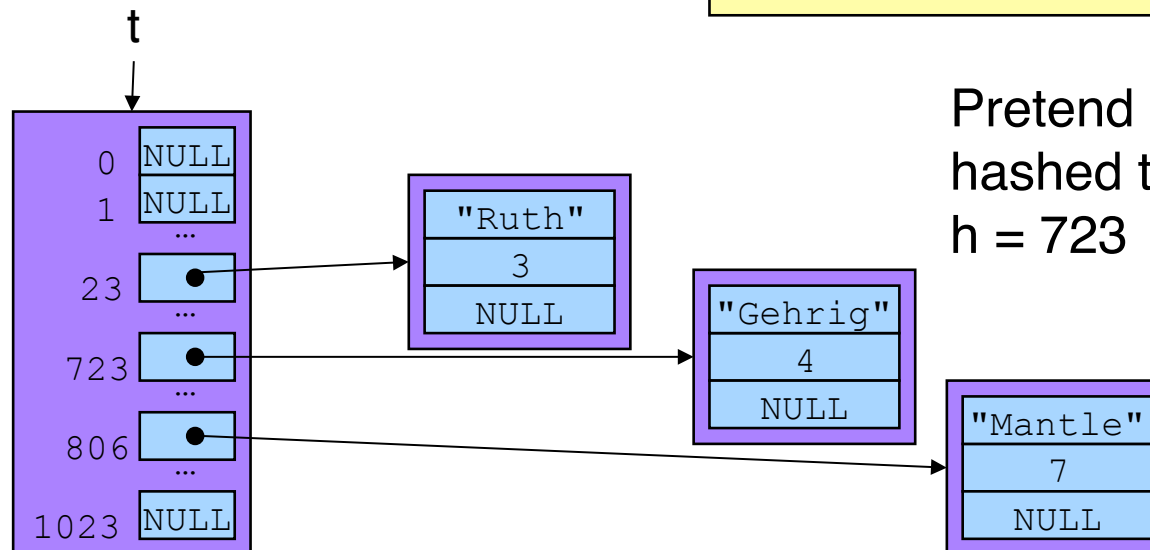 t
Pretend
hashed t
h = 723
0 NULL
1 NULL
...
23
...
723
...
806
...
1023 NULL
"Ruth"
3
NULL
"Gehrig"
4
NULL
"Mantle"
7
NULL